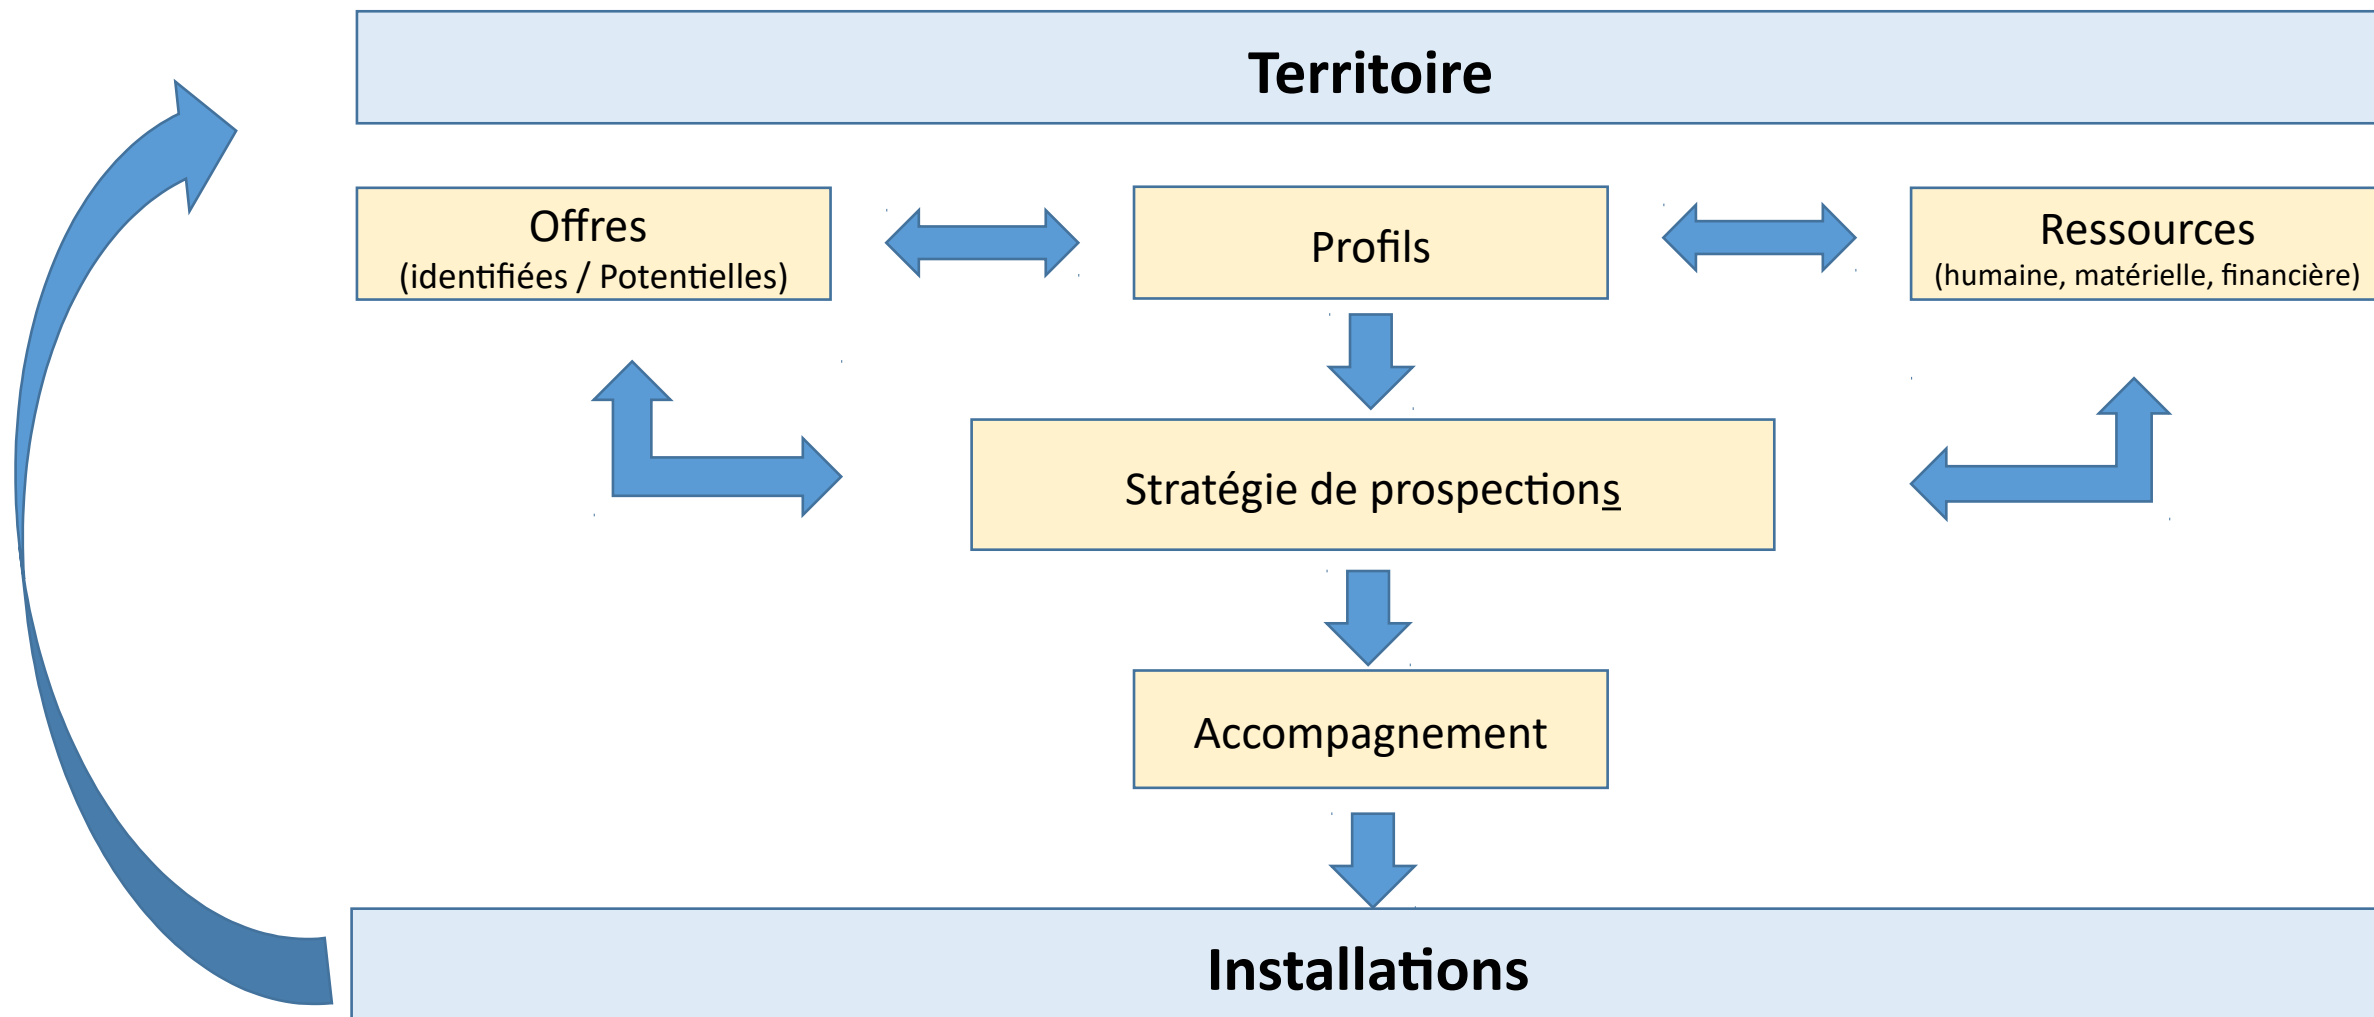 Territoire
Offres
(identifiées / Potentielles)
Profils
Ressources
(humaine, matérielle, financière)
Stratégie de prospections
Accompagnement
Installations